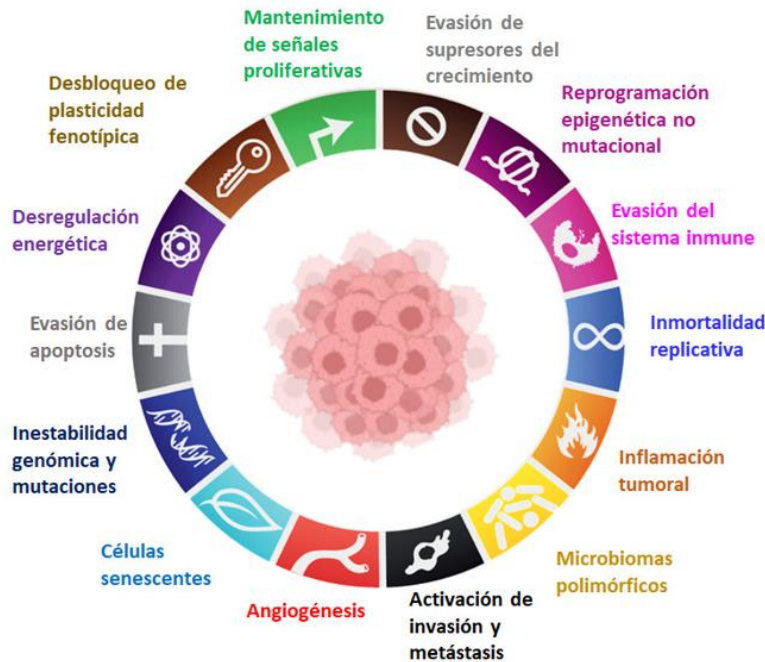 Mantenimiento
de señales
proliferativas
Evasión de
supresores del
crecimiento
Reprogramación
epigenética no
mutacional
Evasión del
sistema inmune
Inmortalidad
replicativa
Inflamación
tumoral
Microbiomas
polimórficos
Activación de
invasión y
metástasis
Angiogénesis
Células
senescentes
Inestabilidad
genómica y
mutaciones
Evasión de
apoptosis
Desregulación
energética
Desbloqueo de
plasticidad
fenotípica